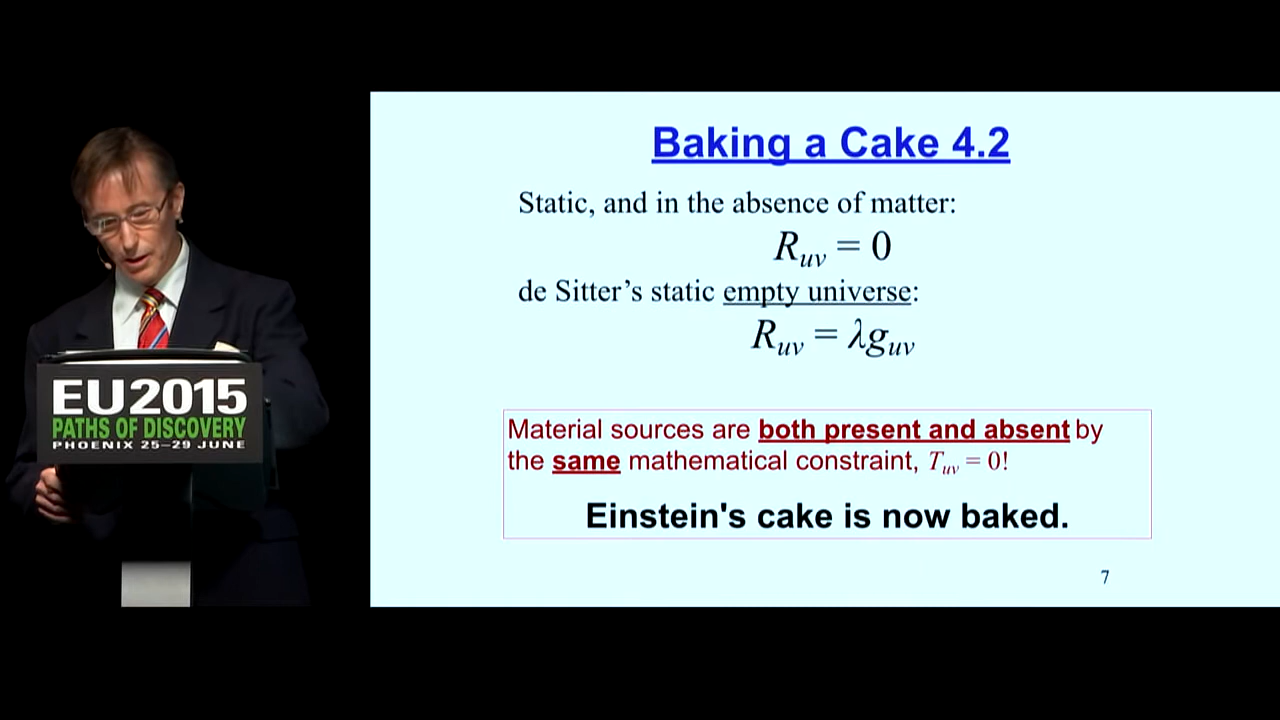 Baking a Cake 4.2
Static, and in the absence of matter:
Ruv = 0
de Sitter's static empty universe:
Ruv = λguv
Material sources are both present and absent by
the same mathematical constraint, Tuv = 0!
Einstein's cake is now baked.
7
EU2015
PATHS OF DISCOVERY
PHOENIX 25–29 JUNE